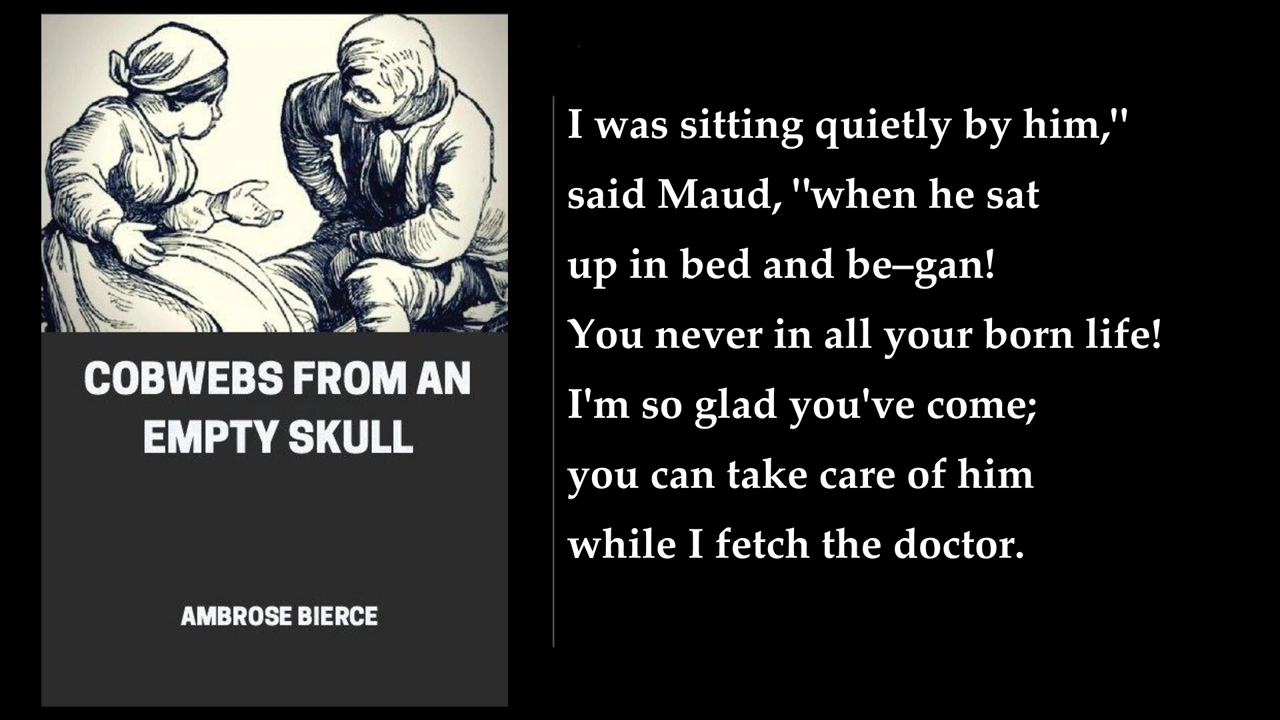 COBWEBS FROM AN
EMPTY SKULL
AMBROSE BIERCE
I was sitting quietly by him,"
said Maud, "when he sat
up in bed and be–gan!
You never in all your born life!
I'm so glad you've come;
you can take care of him
while I fetch the doctor.